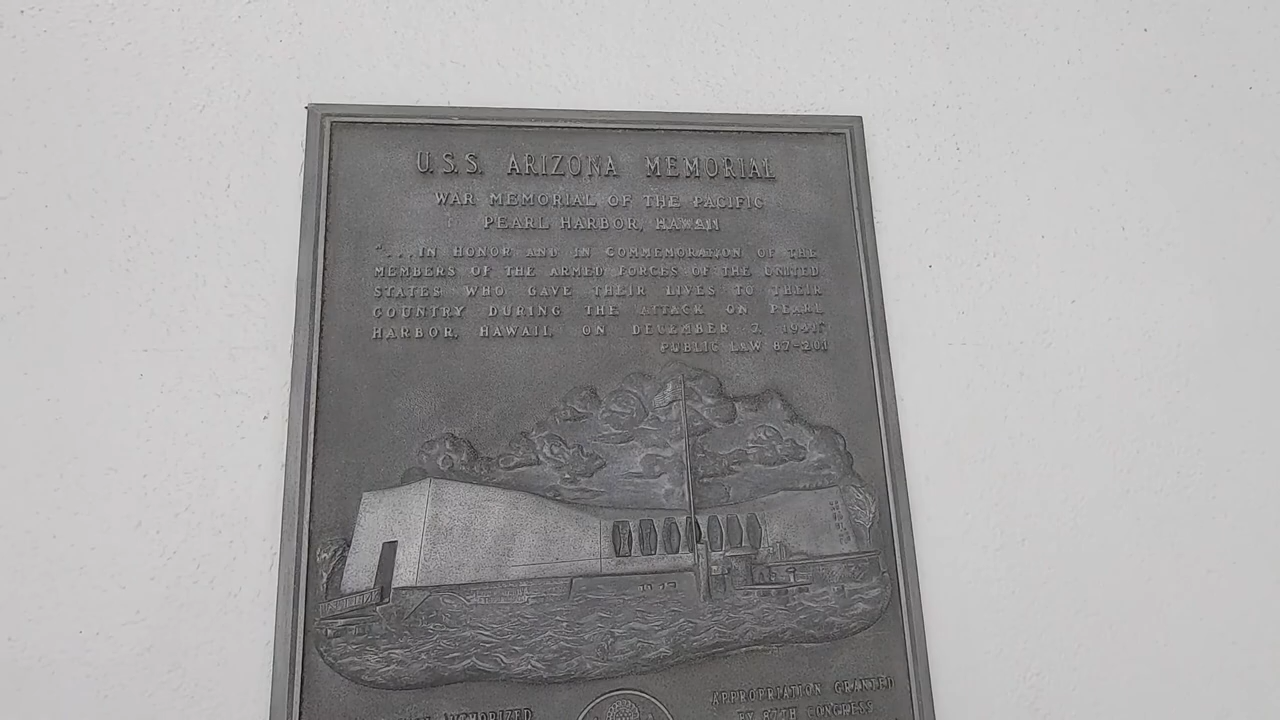 U.S.S. ARIZONA MEMORIAL
WAR MEMORIAL OF THE PACIFIC
PEARL HARBOR, HAWAII
"...IN HONOR AND IN COMMEMORATION OF THE
MEMBERS OF THE ARMED FORCES OF THE UNITED
STATES WHO GAVE THEIR LIVES TO THEIR
COUNTRY DURING THE ATTACK ON PEARL
HARBOR, HAWAII, ON DECEMBER 7, 1941"
PUBLIC LAW 87-201
AUTHORIZED
APPROPRIATION GRANTED
BY 87TH CONGRESS